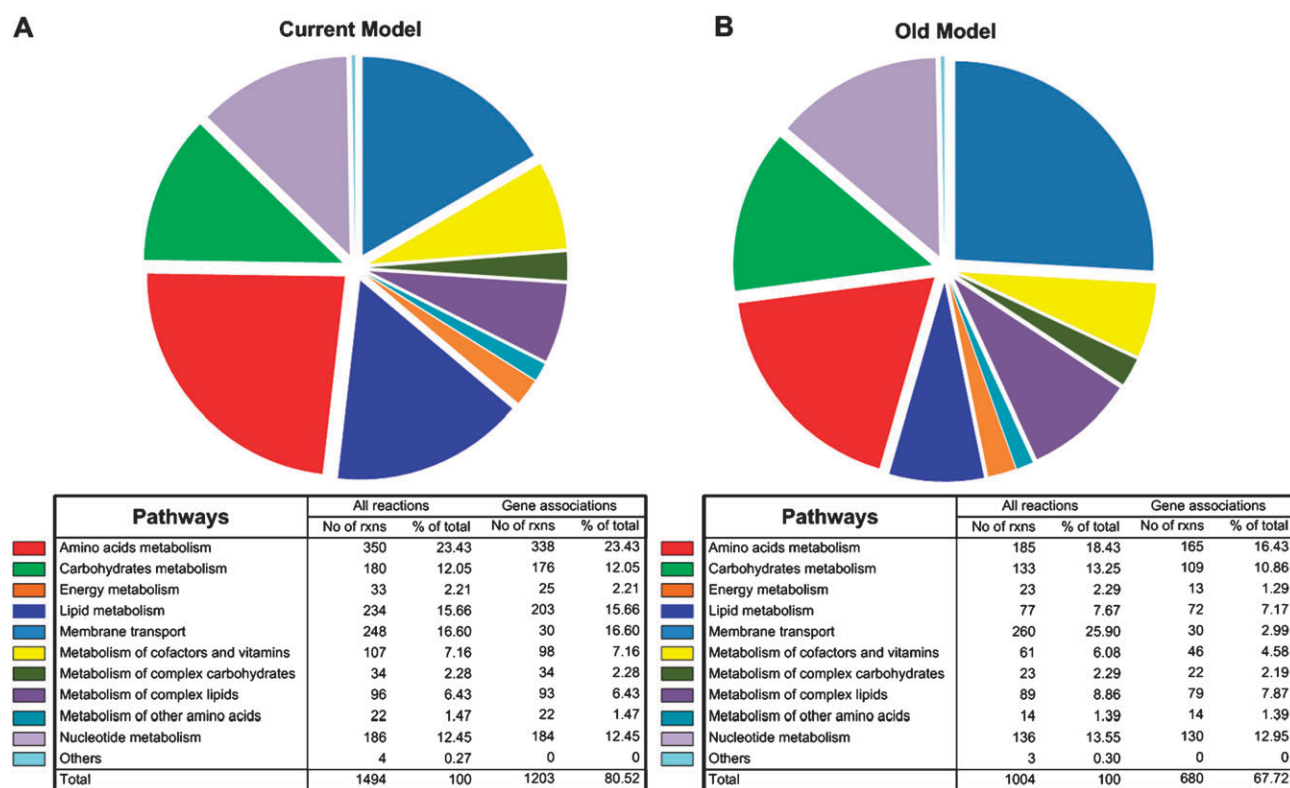 A
Current Model
B
Old Model
Pathways
All reactions Gene associations
No of rxns % of total No of rxns % of total
Amino acids metabolism 350 23.43 338 23.43
Carbohydrates metabolism 180 12.05 176 12.05
Energy metabolism 33 2.21 25 2.21
Lipid metabolism 234 15.66 203 15.66
Membrane transport 248 16.60 30 16.60
Metabolism of cofactors and vitamins 107 7.16 98 7.16
Metabolism of complex carbohydrates 34 2.28 34 2.28
Metabolism of complex lipids 96 6.43 93 6.43
Metabolism of other amino acids 22 1.47 22 1.47
Nucleotide metabolism 186 12.45 184 12.45
Others 4 0.27 0 0
Total 1494 100 1203 80.52
Pathways
All reactions Gene associations
No of rxns % of total No of rxns % of total
Amino acids metabolism 185 18.43 165 16.43
Carbohydrates metabolism 133 13.25 109 10.86
Energy metabolism 23 2.29 13 1.29
Lipid metabolism 77 7.67 72 7.17
Membrane transport 260 25.90 30 2.99
Metabolism of cofactors and vitamins 61 6.08 46 4.58
Metabolism of complex carbohydrates 23 2.29 22 2.19
Metabolism of complex lipids 89 8.86 79 7.87
Metabolism of other amino acids 14 1.39 14 1.39
Nucleotide metabolism 136 13.55 130 12.95
Others 3 0.30 0 0
Total 1004 100 680 67.72